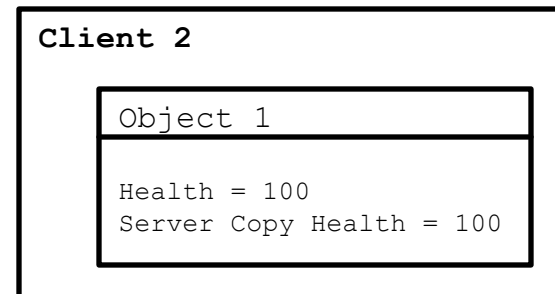 Client 2
Object 1
Health = 100
Server Copy Health = 100